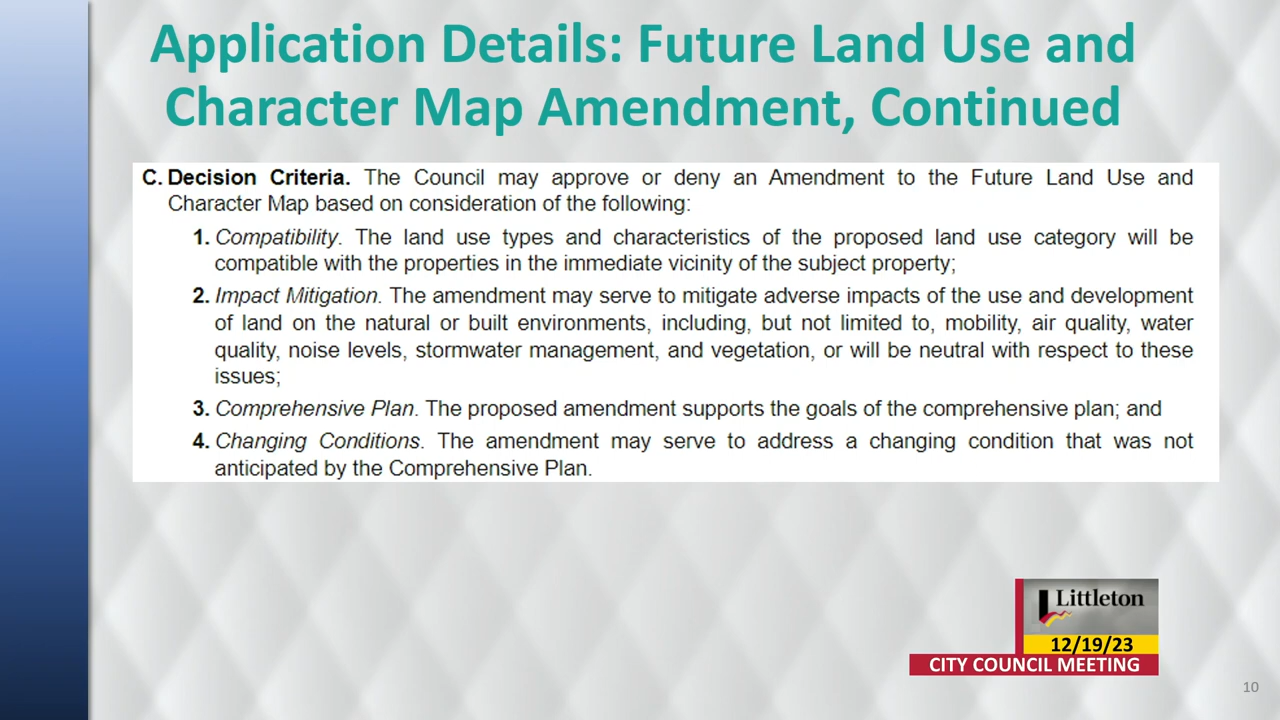 Application Details: Future Land Use and
Character Map Amendment, Continued
C. Decision Criteria. The Council may approve or deny an Amendment to the Future Land Use and
Character Map based on consideration of the following:
1. Compatibility. The land use types and characteristics of the proposed land use category will be
compatible with the properties in the immediate vicinity of the subject property;
2. Impact Mitigation. The amendment may serve to mitigate adverse impacts of the use and development
of land on the natural or built environments, including, but not limited to, mobility, air quality, water
quality, noise levels, stormwater management, and vegetation, or will be neutral with respect to these
issues;
3. Comprehensive Plan. The proposed amendment supports the goals of the comprehensive plan; and
4. Changing Conditions. The amendment may serve to address a changing condition that was not
anticipated by the Comprehensive Plan.
Littleton
12/19/23
CITY COUNCIL MEETING
10